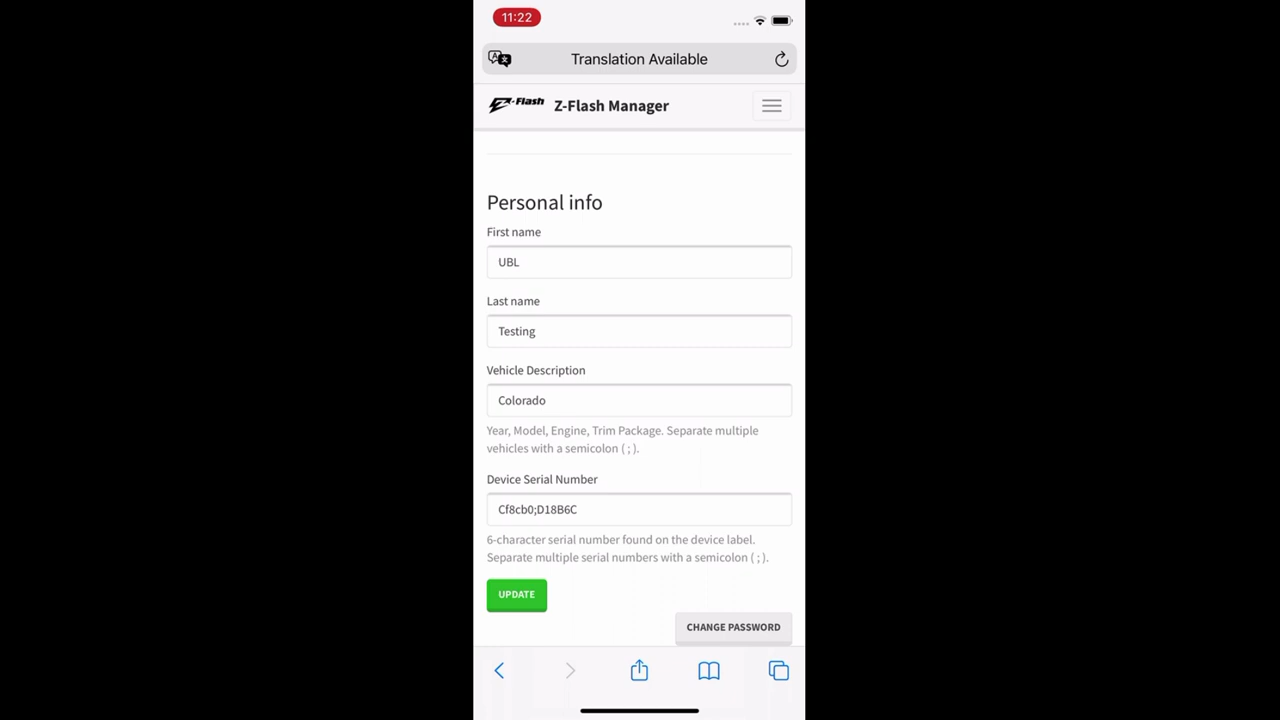 11:22
Translation Available
Z-Flash Z-Flash Manager
Personal info
First name
UBL
Last name
Testing
Vehicle Description
Colorado
Year, Model, Engine, Trim Package. Separate multiple
vehicles with a semicolon ( ; ).
Device Serial Number
Cf8cb0;D18B6C
6-character serial number found on the device label.
Separate multiple serial numbers with a semicolon ( ; ).
UPDATE
CHANGE PASSWORD